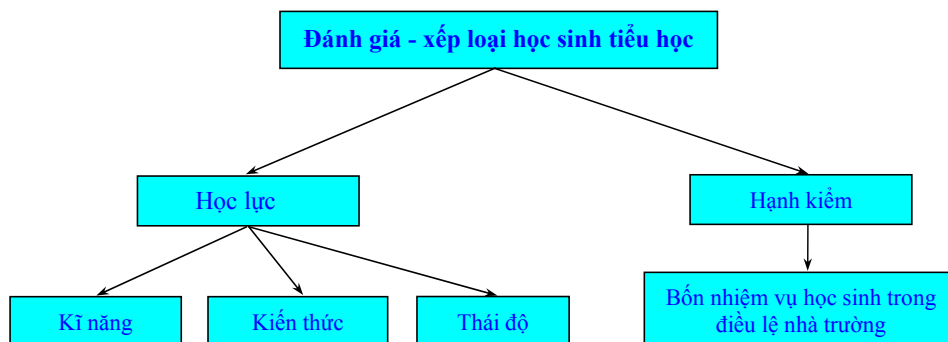 Đánh giá - xếp loại học sinh tiểu học
Học lực
Hạnh kiểm
Kĩ năng
Kiến thức
Thái độ
Bốn nhiệm vụ học sinh trong
điều lệ nhà trường